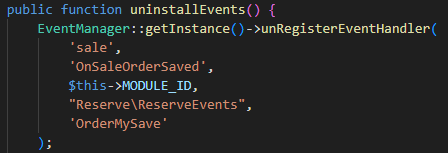 public function uninstallEvents() {
EventManager::getInstance()->unRegisterEventHandler(
'sale',
'OnSaleOrderSaved',
$this->MODULE_ID,
"Reserve\ReserveEvents",
'OrderMySave'
);